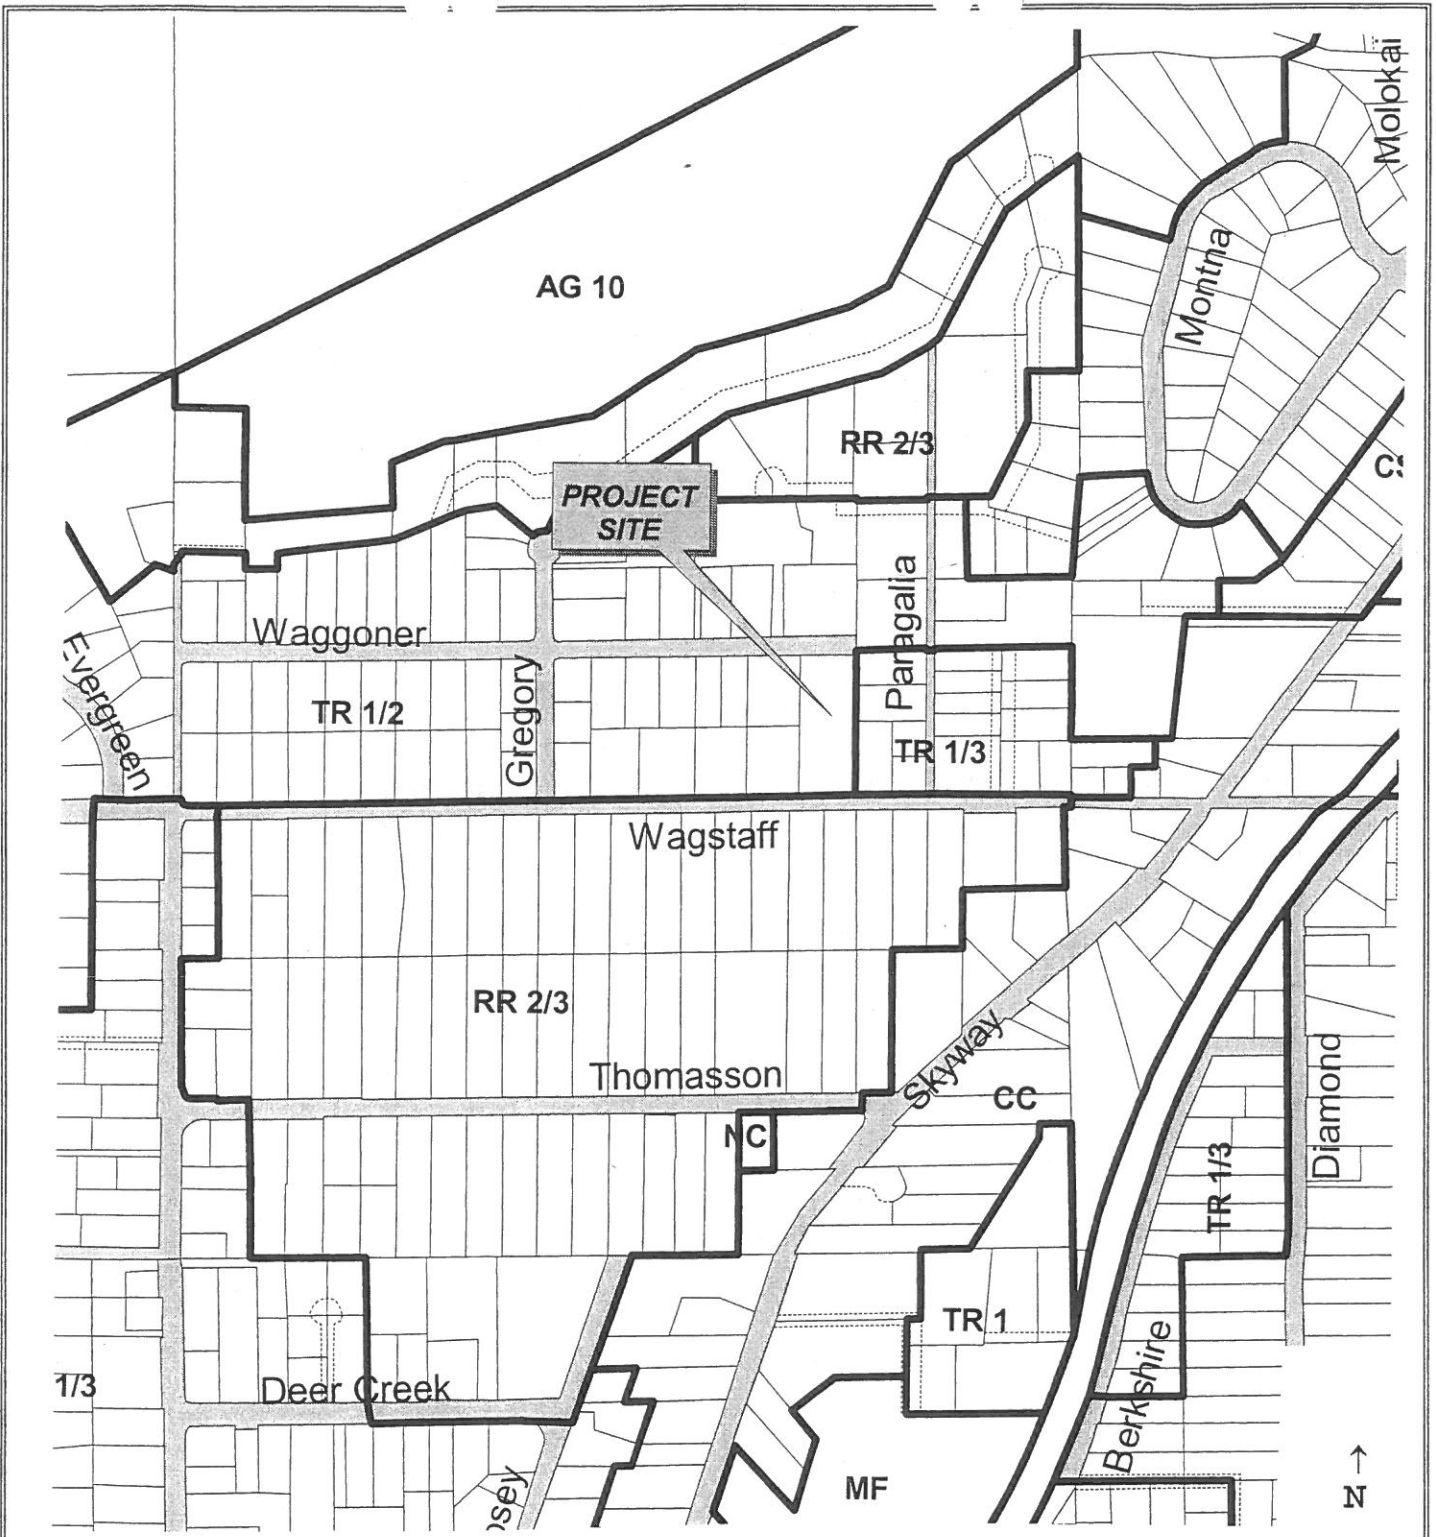 Molokai
Montna
AG 10
RR 2/3
PROJECT
SITE
Paragalia
Waggoner
Evergreen
TR 1/2
Gregory
TR 1/3
Wagstaff
RR 2/3
Thomasson
Skyway
CC
NC
Diamond
TR 1/3
TR 1
1/3
Deer Creek
Berkshire
MF
N